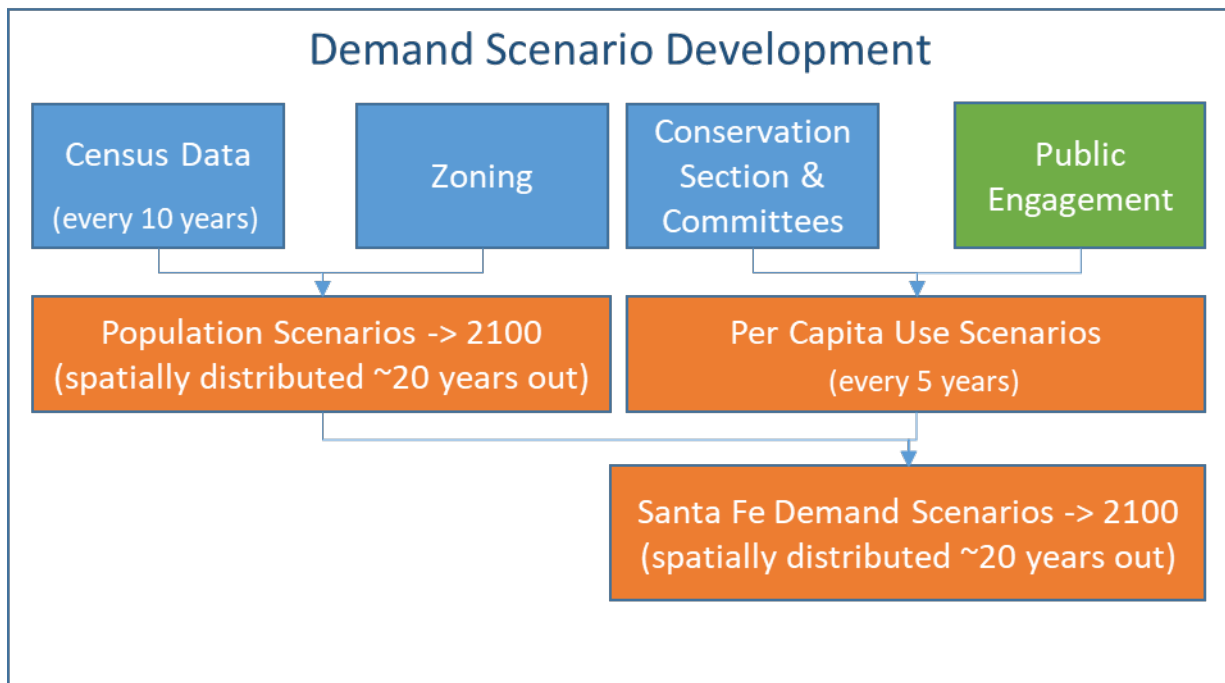 Demand Scenario Development
Census Data
(every 10 years)
Zoning
Conservation
Section &
Committees
Public
Engagement
Population Scenarios -> 2100
(spatially distributed ~20 years out)
Per Capita Use Scenarios
(every 5 years)
Santa Fe Demand Scenarios -> 2100
(spatially distributed ~20 years out)